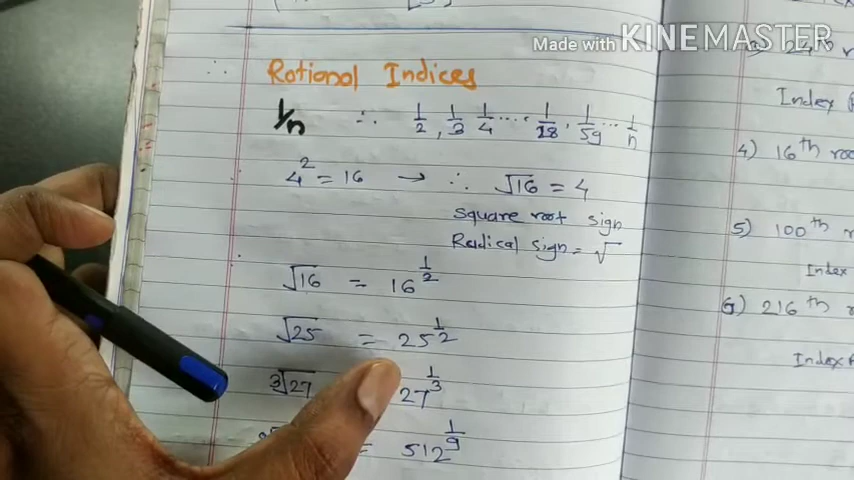 Made with KINEMASTER
Rational Indices
1/n ∴ 1/2, 1/3 1/4 .... 1/18, 1/59 ... 1/n
4² = 16 → ∴ √16 = 4
Square root sign
Radical sign = √
√16 = 16^1/2
√25 = 25^1/2
³√27 27^1/3
= 512^1/9
Index
4) 16th roo
5) 100th r
Index
6) 216th r
Index